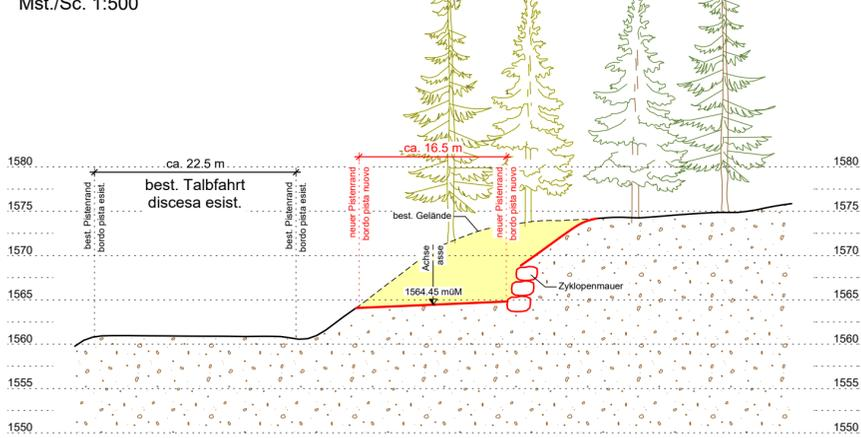 Mst./Sc. 1:500
ca. 16.5 m
ca. 22.5 m
1580
1580
best. Talbfahrt
discesa esist.
best. Pistenrand
bordo pista esist.
best. Pistenrand
bordo pista esist.
neuer Pistenrand
bordo pista nuovo
neuer Pistenrand
bordo pista nuovo
1575
1575
best. Gelände
Achse
asse
1570
1570
1564.45 müM
Zyklopenmauer
1565
1565
1560
1560
1555
1555
1550
1550